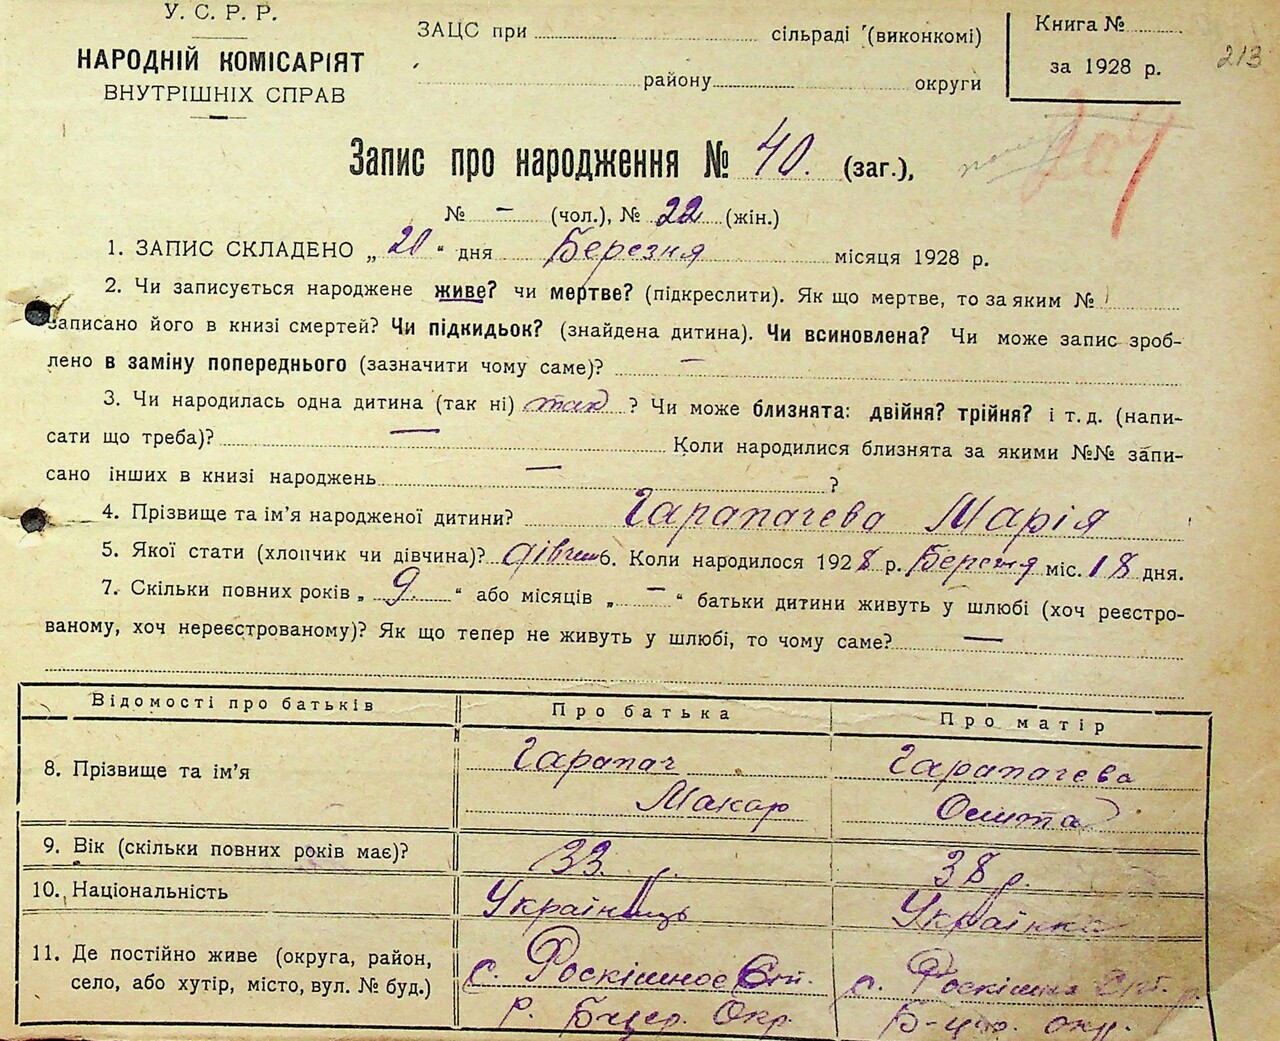 У. С. Р. Р.
НАРОДНІЙ КОМІСАРІЯТ
ВНУТРІШНІХ СПРАВ
ЗАЦС при сільраді (виконкомі)
району округи
Книга №
за 1928 р.
213
Запис про народження № 40. (заг.),
№ – (чол.), № 22 (жін.)
1. ЗАПИС СКЛАДЕНО „20“ дня Березня місяця 1928 р.
2. Чи записується народжене живе? чи мертве? (підкреслити). Як що мертве, то за яким №
записано його в книзі смертей? Чи підкидьок? (знайдена дитина). Чи всиновлена? Чи може запис зроб-
лено в заміну попереднього (зазначити чому саме)? —
3. Чи народилась одна дитина (так ні) так ? Чи може близнята: двійня? трійня? і т. д. (напи-
сати що треба)? — Коли народилися близнята за якими №№ запи-
сано інших в книзі народжень — ?
4. Прізвище та ім’я народженої дитини? Гарапачева Марія
5. Якої стати (хлопчик чи дівчина)? дівчин 6. Коли народилося 1928 р. Березня міс. 18 дня.
7. Скільки повних років „ 9. “ або місяців „ – “ батьки дитини живуть у шлюбі (хоч реєстро-
ваному, хоч нереєстрованому)? Як що тепер не живуть у шлюбі, то чому саме? —
Відомості про батьків Про батька Про матір
8. Прізвище та ім’я Гарапач Гарапачева
Макар
9. Вік (скільки повних років має)? 33. 38 р.
10. Національність Українець Українка
11. Де постійно живе (округа, район, с. Роскішное с. Роскішна
село, або хутір, місто, вул. № буд.)
Р. Б-цер. Окр. Б-цер. окр.